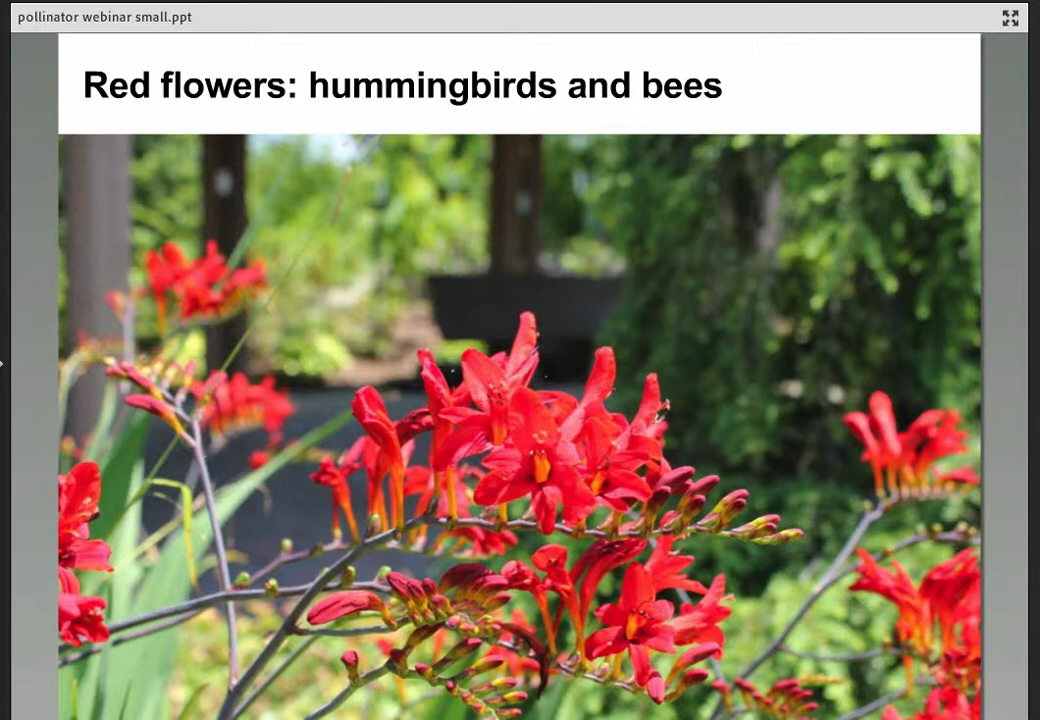 pollinator webinar small.ppt
Red flowers: hummingbirds and bees